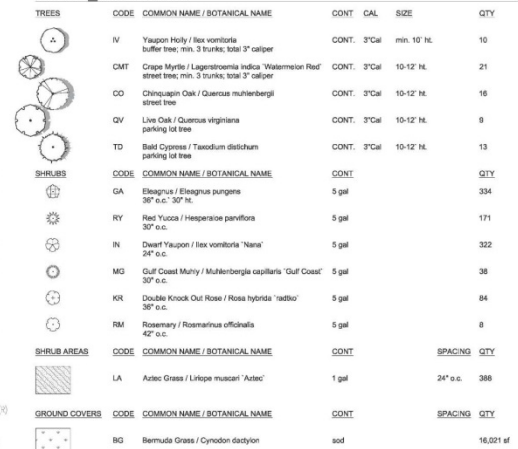 TREES CODE COMMON NAME / BOTANICAL NAME CONT CAL SIZE QTY
IV Yaupon Holly / Ilex vomitoria CONT. 3"Cal min. 10` ht. 10
buffer tree; min. 3 trunks; total 3" caliper
CMT Crape Myrtle / Lagerstroemia indica `Watermelon Red` CONT. 3"Cal 10-12` ht. 21
street tree; min. 3 trunks; total 3" caliper
CO Chinquapin Oak / Quercus muhlenbergii CONT. 3"Cal 10-12` ht. 16
street tree
QV Live Oak / Quercus virginiana CONT. 3"Cal 10-12` ht. 9
parking lot tree
TD Bald Cypress / Taxodium distichum CONT. 3"Cal 10-12` ht. 13
parking lot tree
SHRUBS CODE COMMON NAME / BOTANICAL NAME CONT QTY
GA Eleagnus / Eleagnus pungens 5 gal 334
36" o.c.` 30" ht.
RY Red Yucca / Hesperaloe parviflora 5 gal 171
30" o.c.
IN Dwarf Yaupon / Ilex vomitoria `Nana` 5 gal 322
24" o.c.
MG Gulf Coast Muhly / Muhlenbergia capillaris `Gulf Coast` 5 gal 38
30" o.c.
KR Double Knock Out Rose / Rosa hybrida `radtko` 5 gal 84
36" o.c.
RM Rosemary / Rosmarinus officinalis 5 gal 8
42" o.c.
SHRUB AREAS CODE COMMON NAME / BOTANICAL NAME CONT SPACING QTY
LA Aztec Grass / Liriope muscari `Aztec` 1 gal 24" o.c. 388
GROUND COVERS CODE COMMON NAME / BOTANICAL NAME CONT SPACING QTY
BG Bermuda Grass / Cynodon dactylon sod 16,021 sf